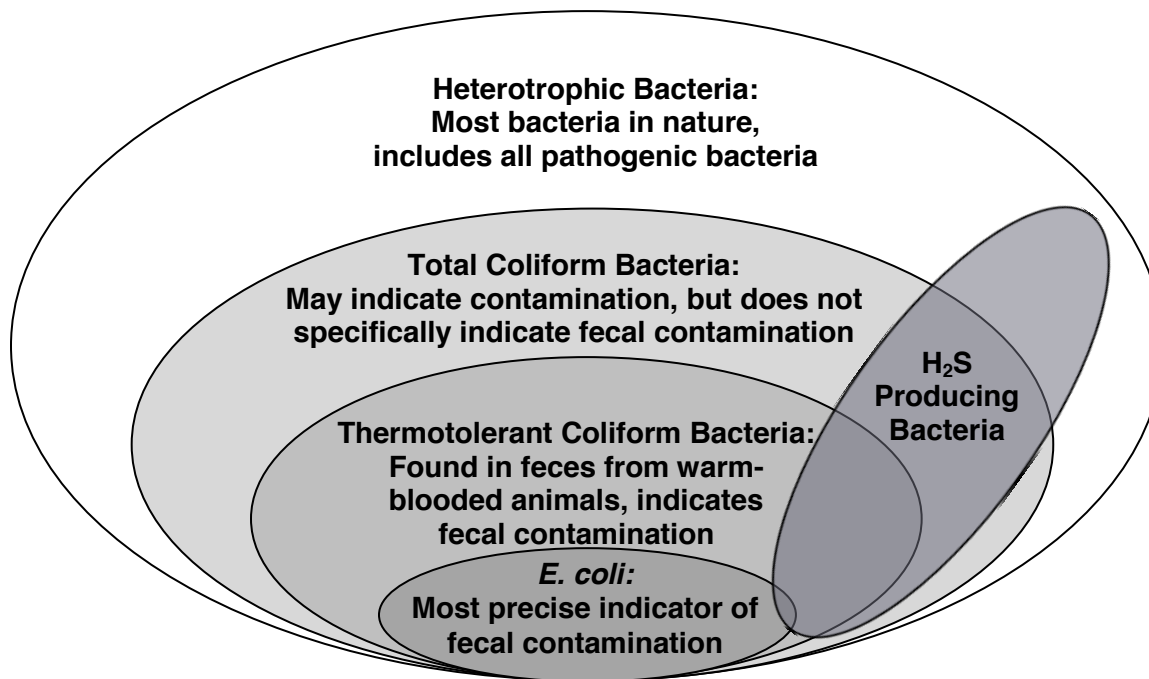 Heterotrophic Bacteria:
Most bacteria in nature,
includes all pathogenic bacteria
Total Coliform Bacteria:
May indicate contamination, but does not
specifically indicate fecal contamination
H₂S
Producing
Bacteria
Thermotolerant Coliform Bacteria:
Found in feces from warm-
blooded animals, indicates
fecal contamination
E. coli:
Most precise indicator of
fecal contamination